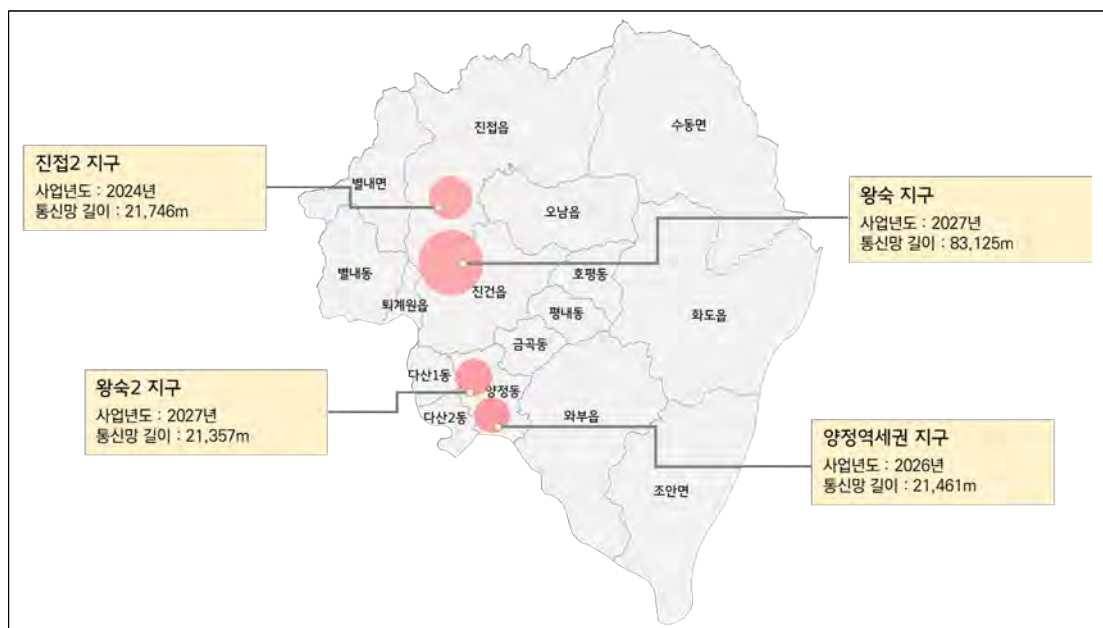 진접읍
수동면
진접2 지구
사업년도 : 2024년
통신망 길이 : 21,746m
별내면
오남읍
왕숙 지구
사업년도 : 2027년
통신망 길이 : 83,125m
별내동
호평동
진건읍
퇴계원읍
평내동
화도읍
금곡동
다산1동
양정동
왕숙2 지구
사업년도 : 2027년
통신망 길이 : 21,357m
다산2동
와부읍
양정역세권 지구
사업년도 : 2026년
통신망 길이 : 21,461m
조안면